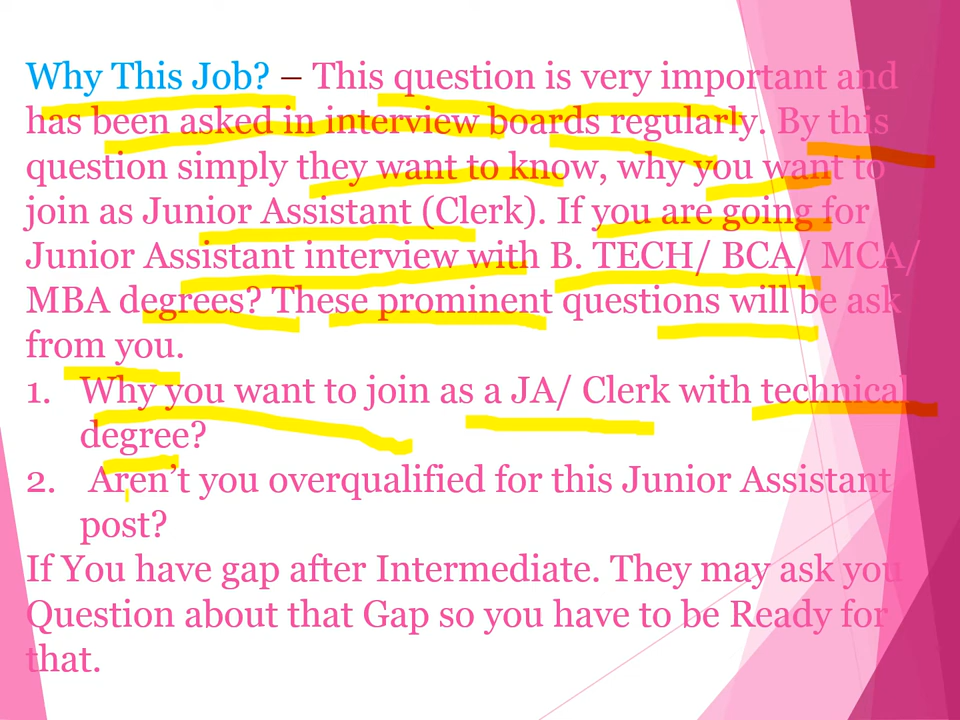 Why This Job? – This question is very important and
has been asked in interview boards regularly. By this
question simply they want to know, why you want to
join as Junior Assistant (Clerk). If you are going for
Junior Assistant interview with B. TECH/ BCA/ MCA/
MBA degrees? These prominent questions will be ask
from you.
1. Why you want to join as a JA/ Clerk with technical
degree?
2. Aren't you overqualified for this Junior Assistant
post?
If You have gap after Intermediate. They may ask you
Question about that Gap so you have to be Ready for
that.